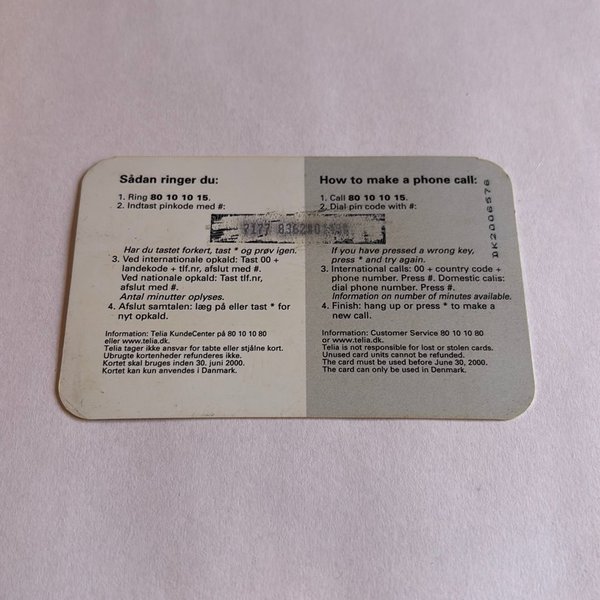 Sådan ringer du:
1. Ring 80 10 10 15.
2. Indtast pinkode med #:
Har du tastet forkert, tast * og prøv igen.
3. Ved internationale opkald: Tast 00 +
landekode + tlf.nr, afslut med #.
Ved nationale opkald: Tast tlf.nr,
afslut med #.
Antal minutter oplyses.
4. Afslut samtalen: læg på eller tast * for
nyt opkald.
Information: Telia KundeCenter på 80 10 10 80
eller www.telia.dk.
Telia tager ikke ansvar for tabte eller stjålne kort.
Ubrugte kortenheder refunderes ikke.
Kortet skal bruges inden 30. juni 2000.
Kortet kan kun anvendes i Danmark.
How to make a phone call:
1. Call 80 10 10 15.
2. Dial pin code with #:
If you have pressed a wrong key,
press * and try again.
3. International calls: 00 + country code +
phone number. Press #. Domestic calls:
dial phone number. Press #.
Information on number of minutes available.
4. Finish: hang up or press * to make a
new call.
Information: Customer Service 80 10 10 80
or www.telia.dk.
Telia is not responsible for lost or stolen cards.
Unused card units cannot be refunded.
The card must be used before June 30, 2000.
The card can only be used in Denmark.
DK2006576